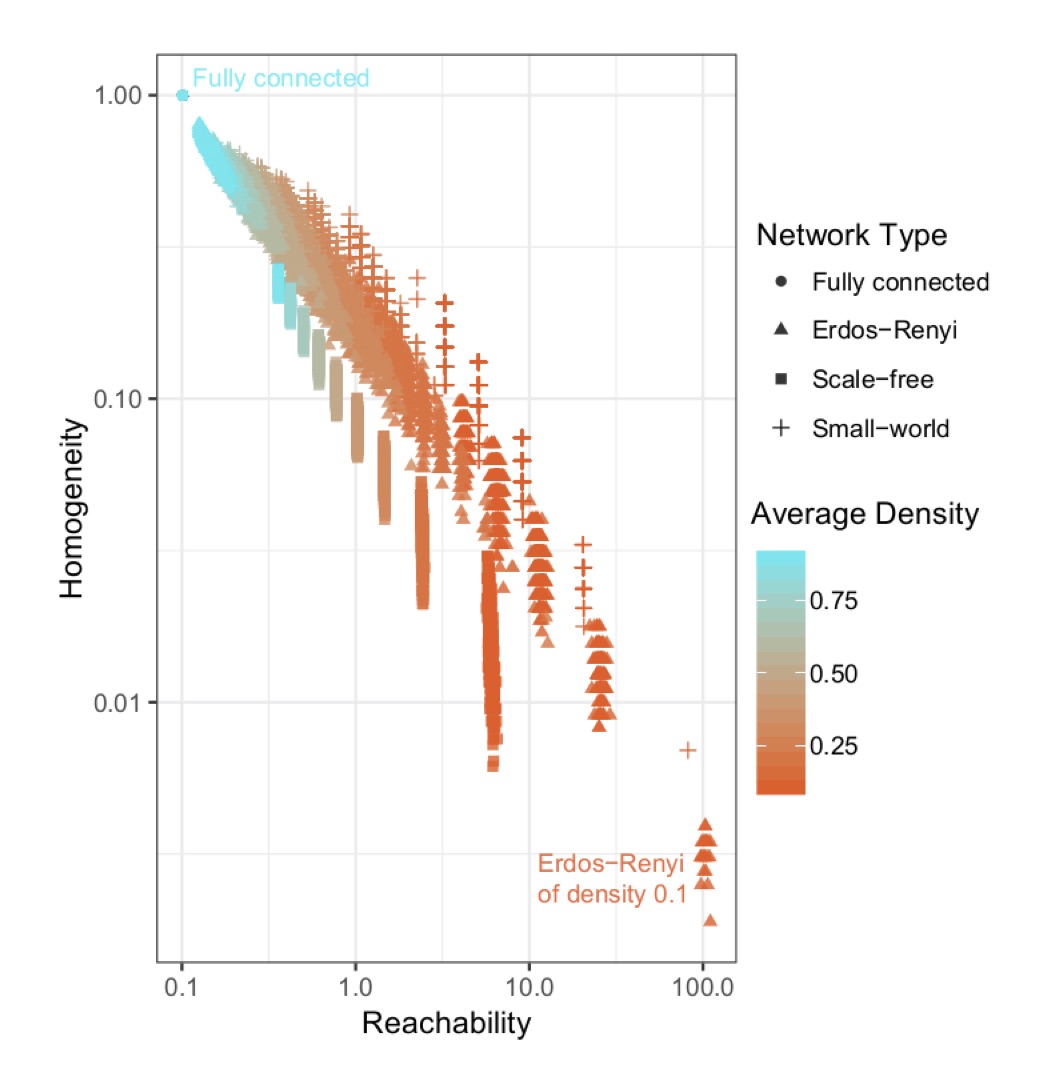 Fully connected
1.00
0.10
0.01
Homogeneity
0.1
1.0
10.0
100.0
Reachability
Erdos−Renyi
of density 0.1
Network Type
Fully connected
Erdos−Renyi
Scale−free
Small−world
Average Density
0.75
0.50
0.25